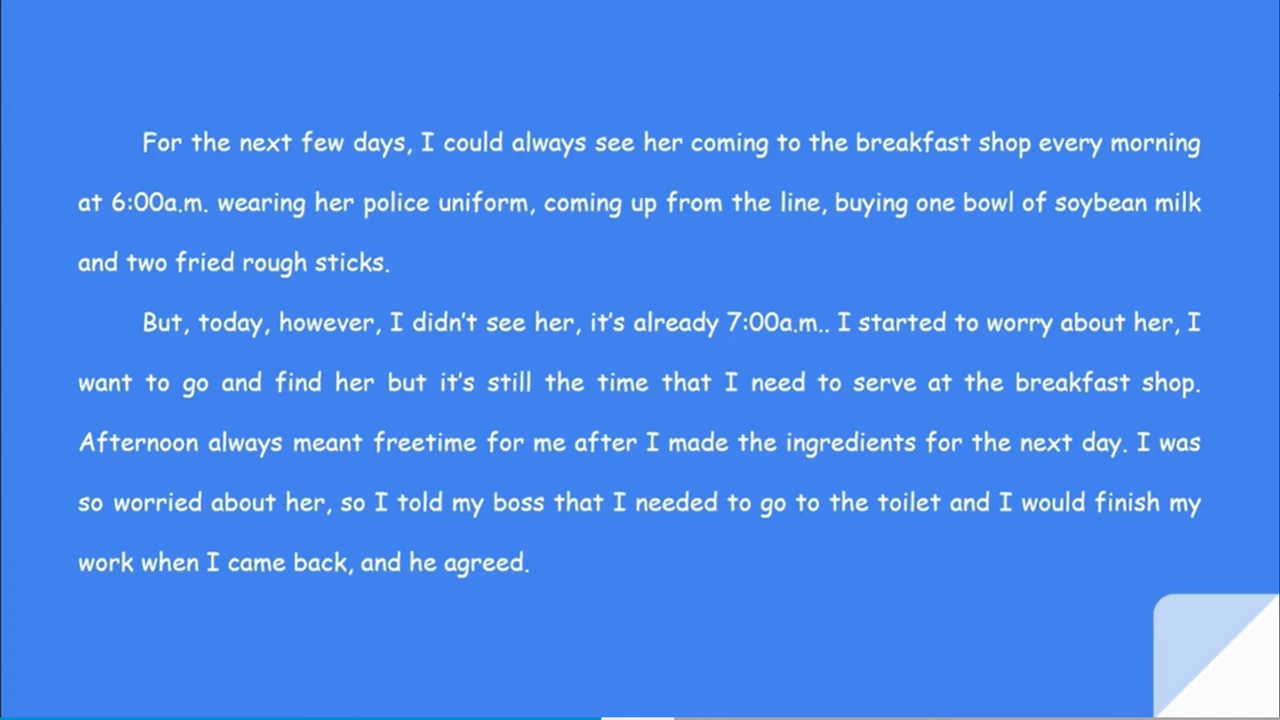 For the next few days, I could always see her coming to the breakfast shop every morning
at 6:00a.m. wearing her police uniform, coming up from the line, buying one bowl of soybean milk
and two fried rough sticks.
But, today, however, I didn't see her, it's already 7:00a.m.. I started to worry about her, I
want to go and find her but it's still the time that I need to serve at the breakfast shop.
Afternoon always meant freetime for me after I made the ingredients for the next day. I was
so worried about her, so I told my boss that I needed to go to the toilet and I would finish my
work when I came back, and he agreed.